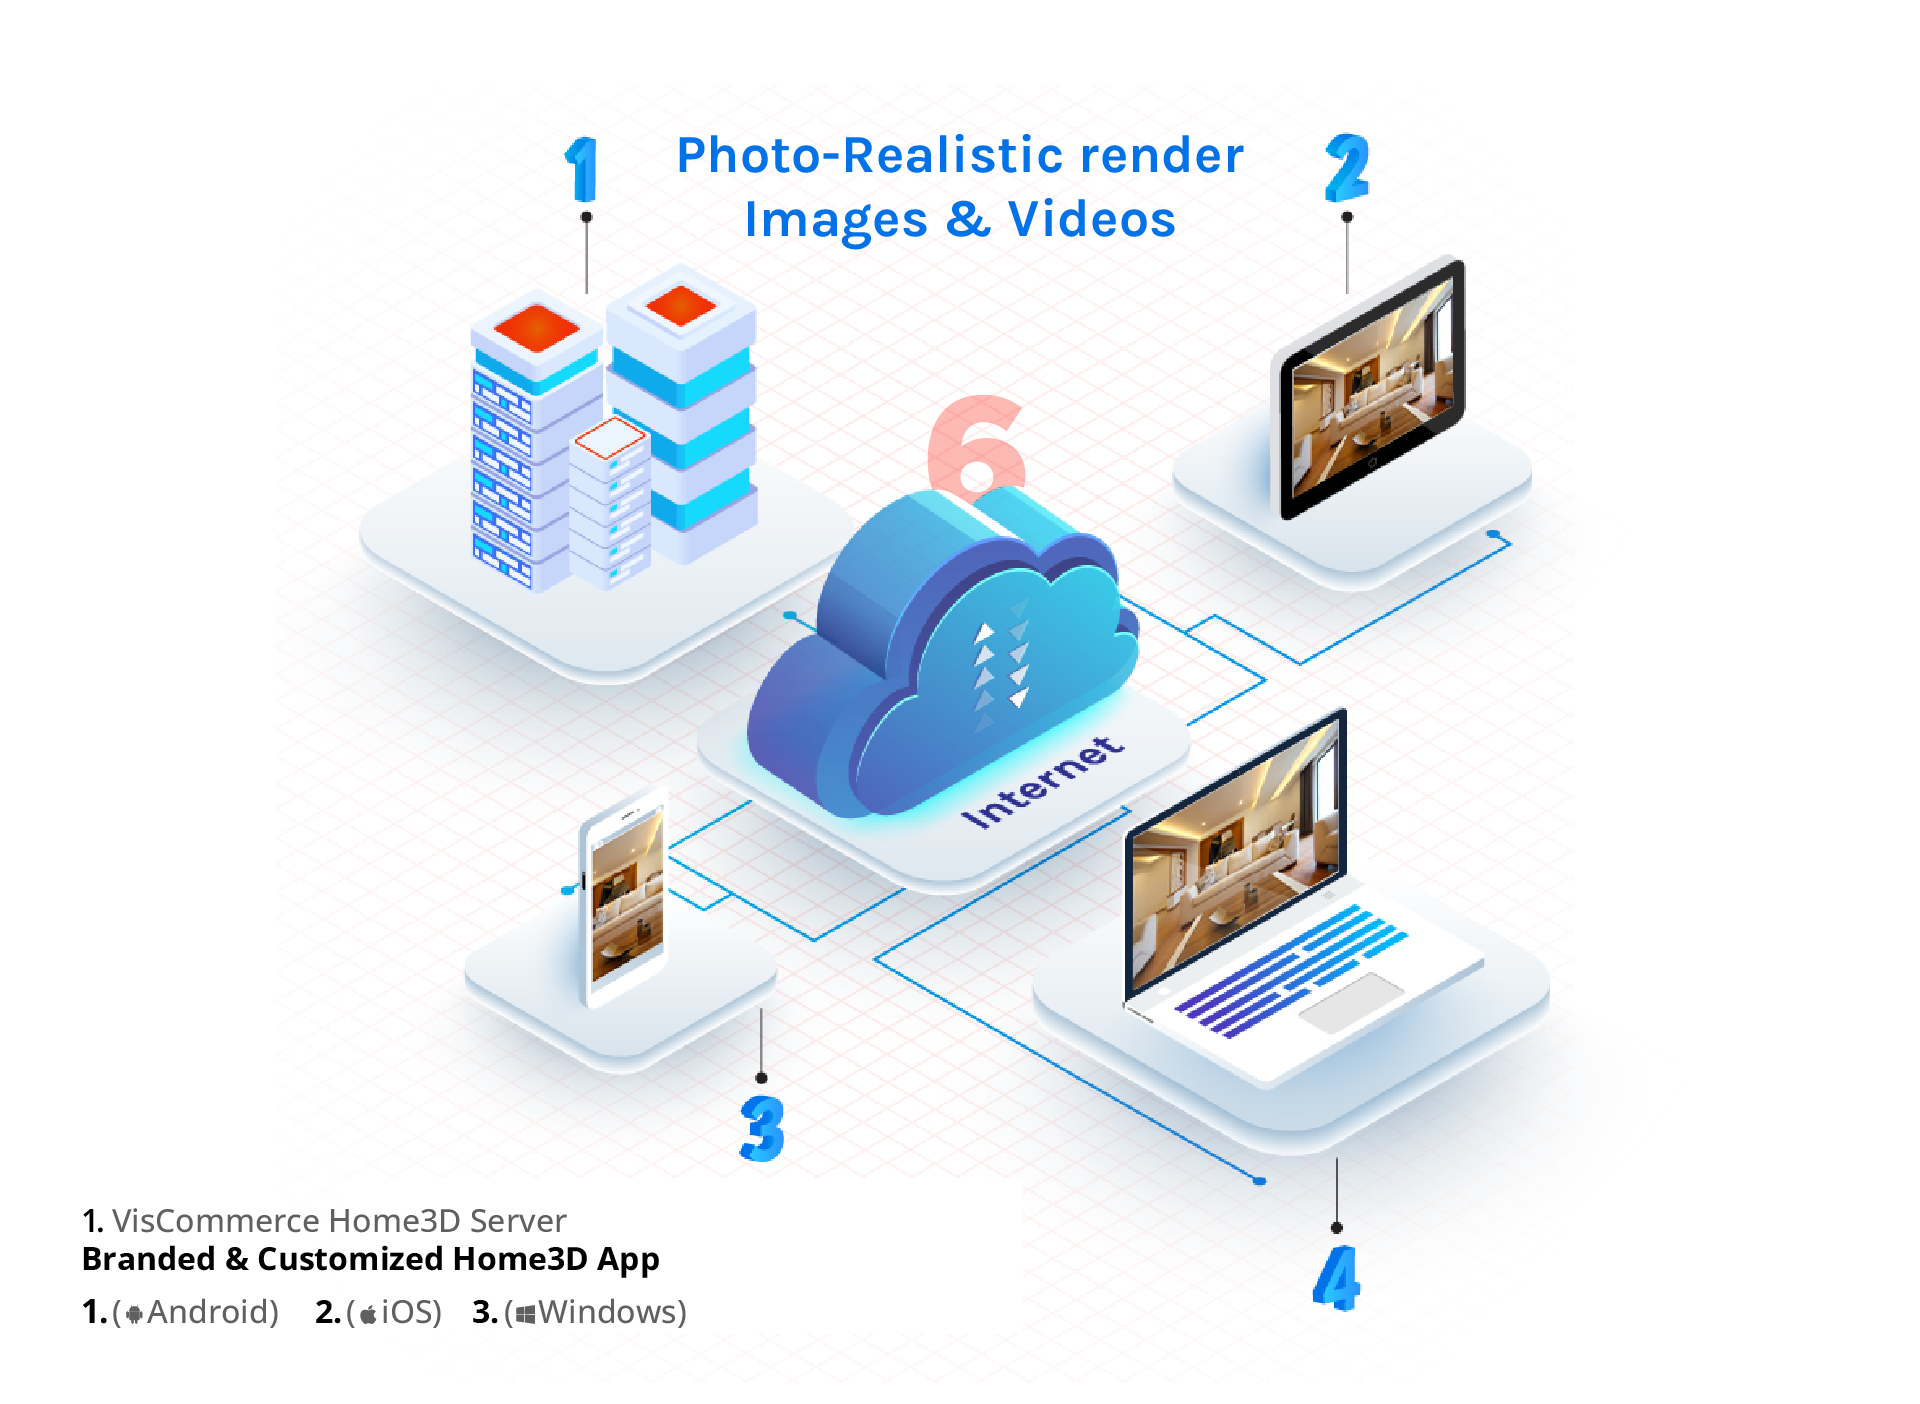 1
Photo-Realistic render
Images & Videos
2
6
Internet
3
4
1. VisCommerce Home3D Server
Branded & Customized Home3D App
1. (Android) 2. (iOS) 3. (Windows)